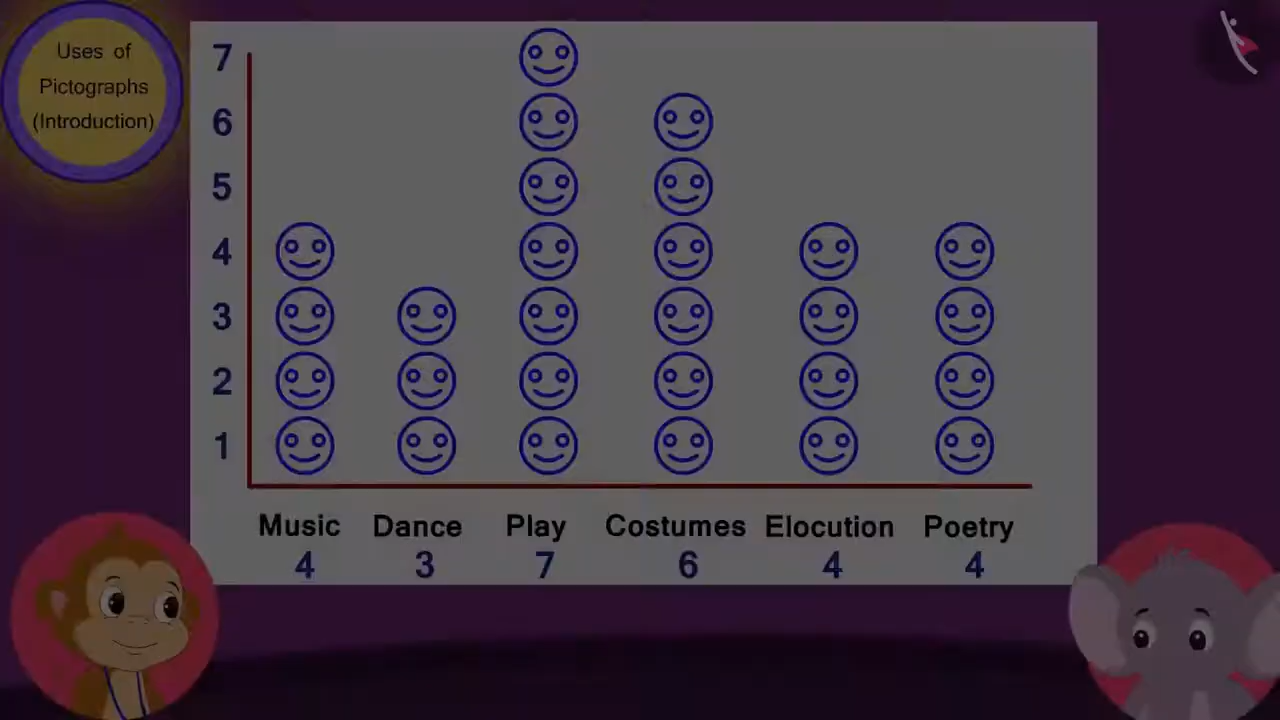 Uses of
Pictographs
(Introduction)
7
6
5
4
3
2
1
Music Dance Play Costumes Elocution Poetry
4 3 7 6 4 4